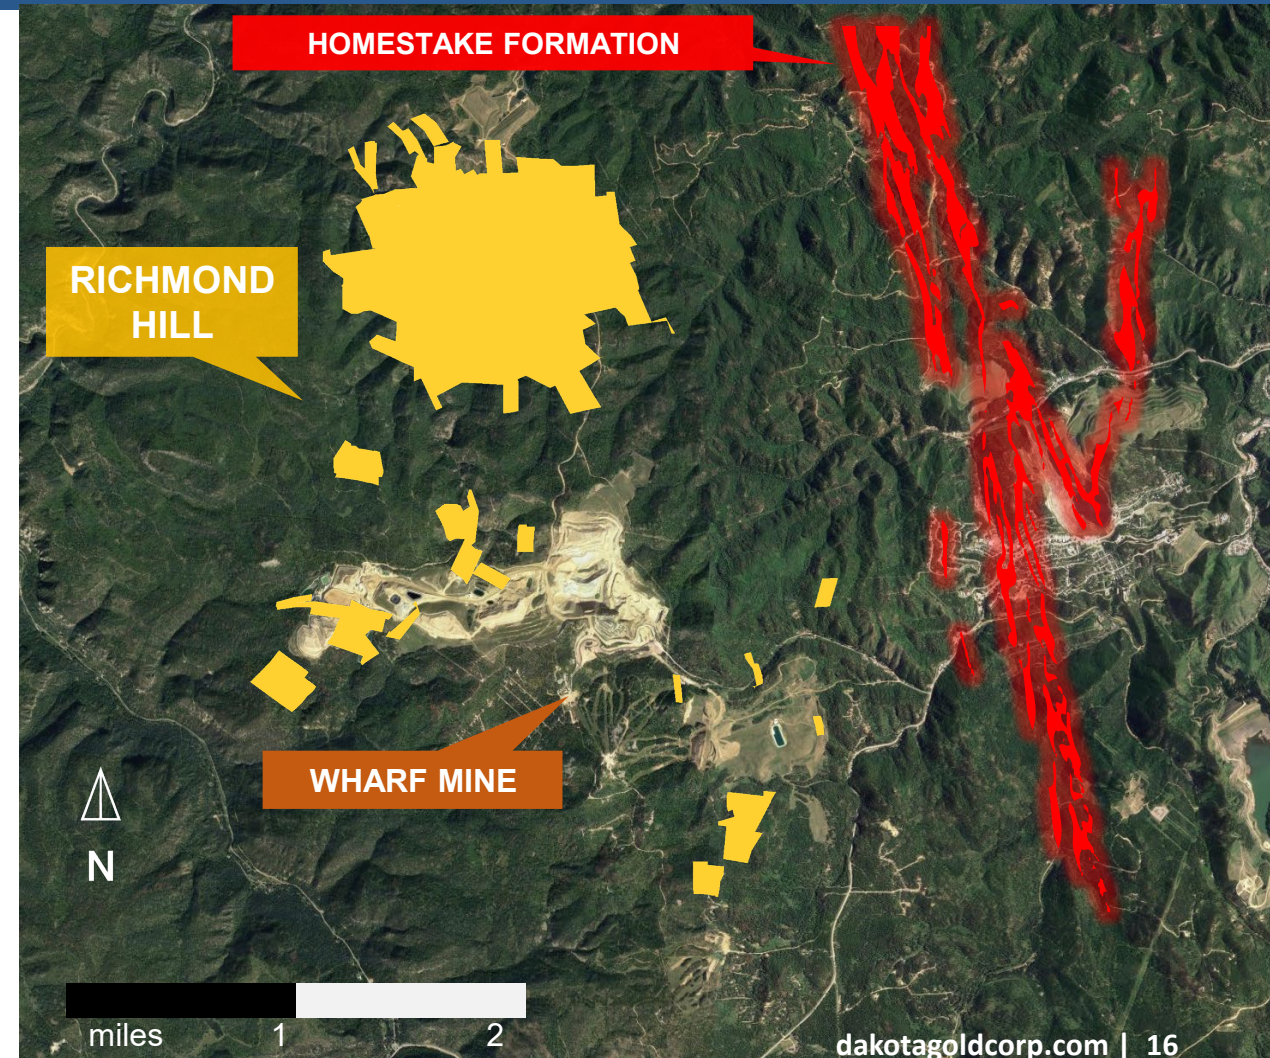 HOMESTAKE FORMATION
RICHMOND
HILL
WHARF MINE
N
miles 1 2
dakotagoldcorp.com | 16